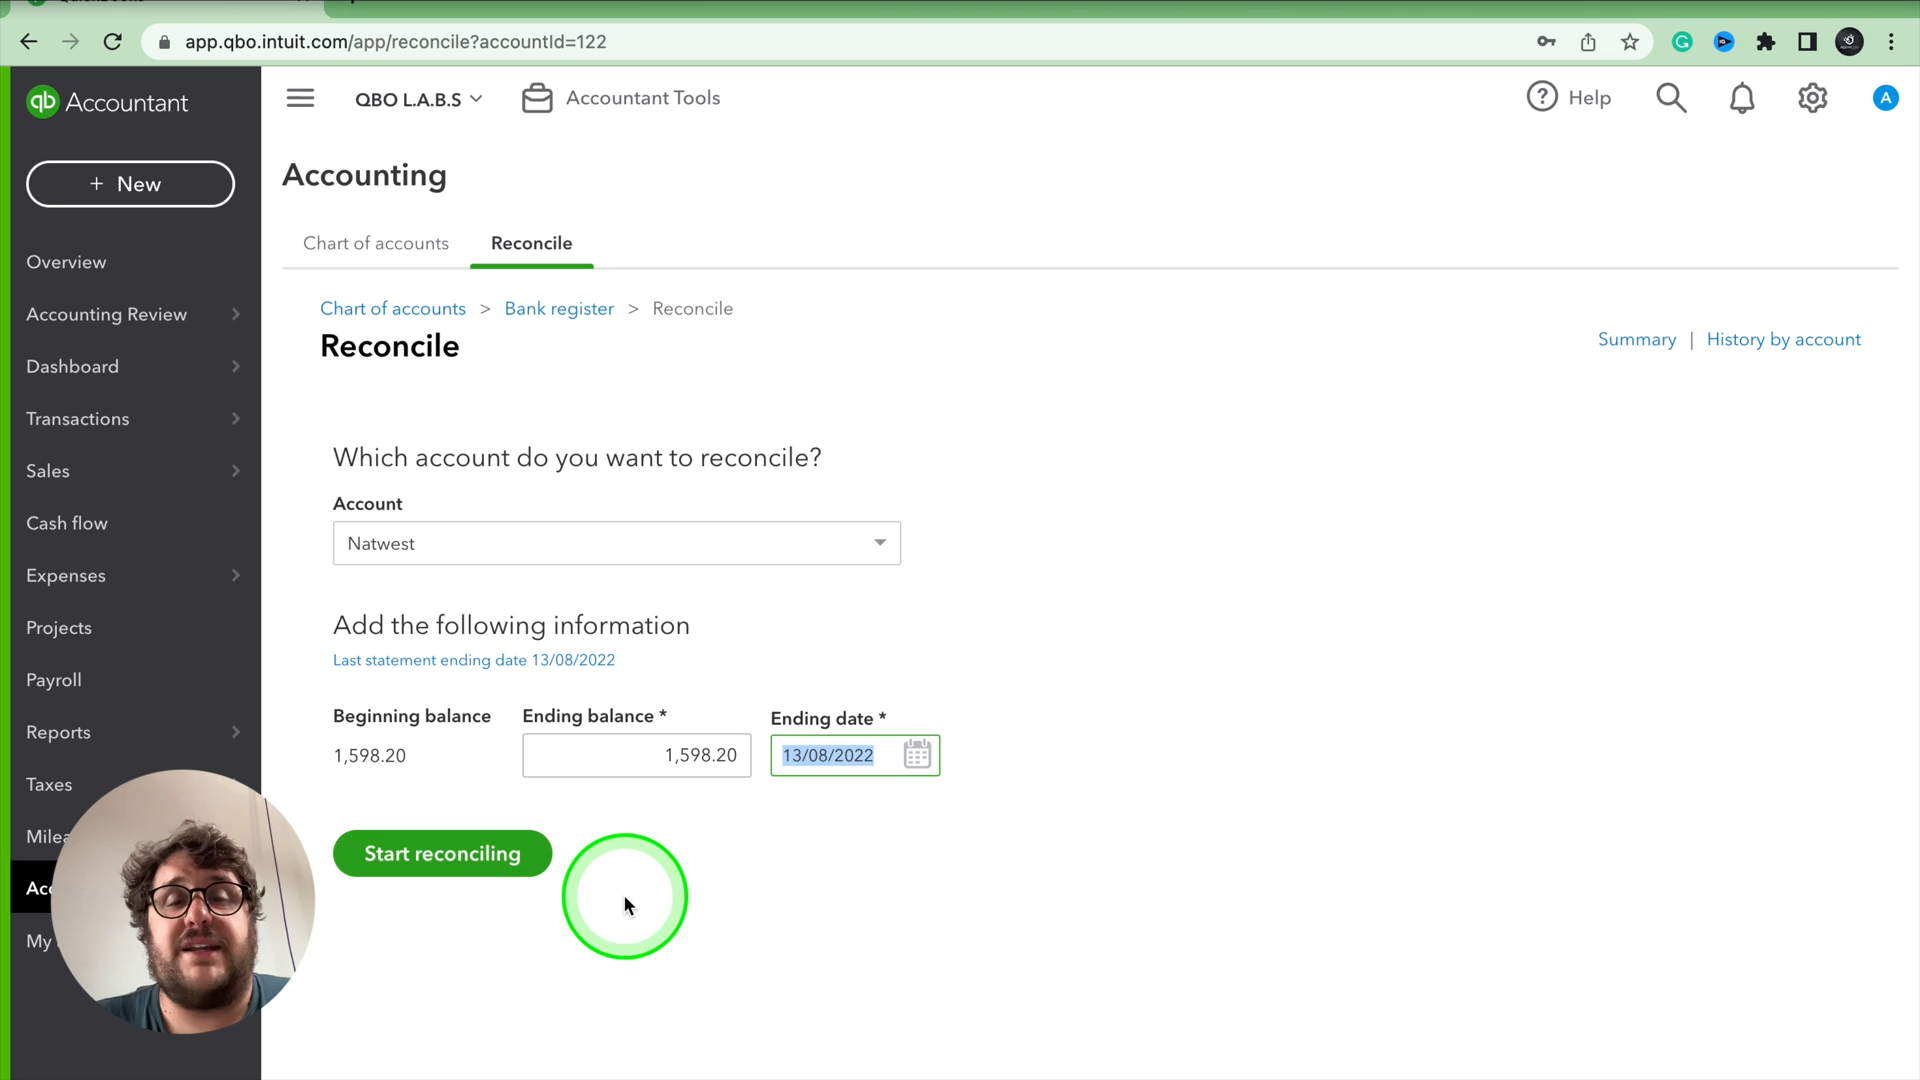 app.qbo.intuit.com/app/reconcile?accountId=122
qb Accountant
QBO L.A.B.S
Accountant Tools
Help
A
+ New
Accounting
Chart of accounts
Reconcile
Overview
Accounting Review
Dashboard
Transactions
Sales
Cash flow
Expenses
Projects
Payroll
Reports
Taxes
Chart of accounts > Bank register > Reconcile
Reconcile
Summary | History by account
Which account do you want to reconcile?
Account
Natwest
Add the following information
Last statement ending date 13/08/2022
Beginning balance
Ending balance *
Ending date *
1,598.20
1,598.20
13/08/2022
Start reconciling
My